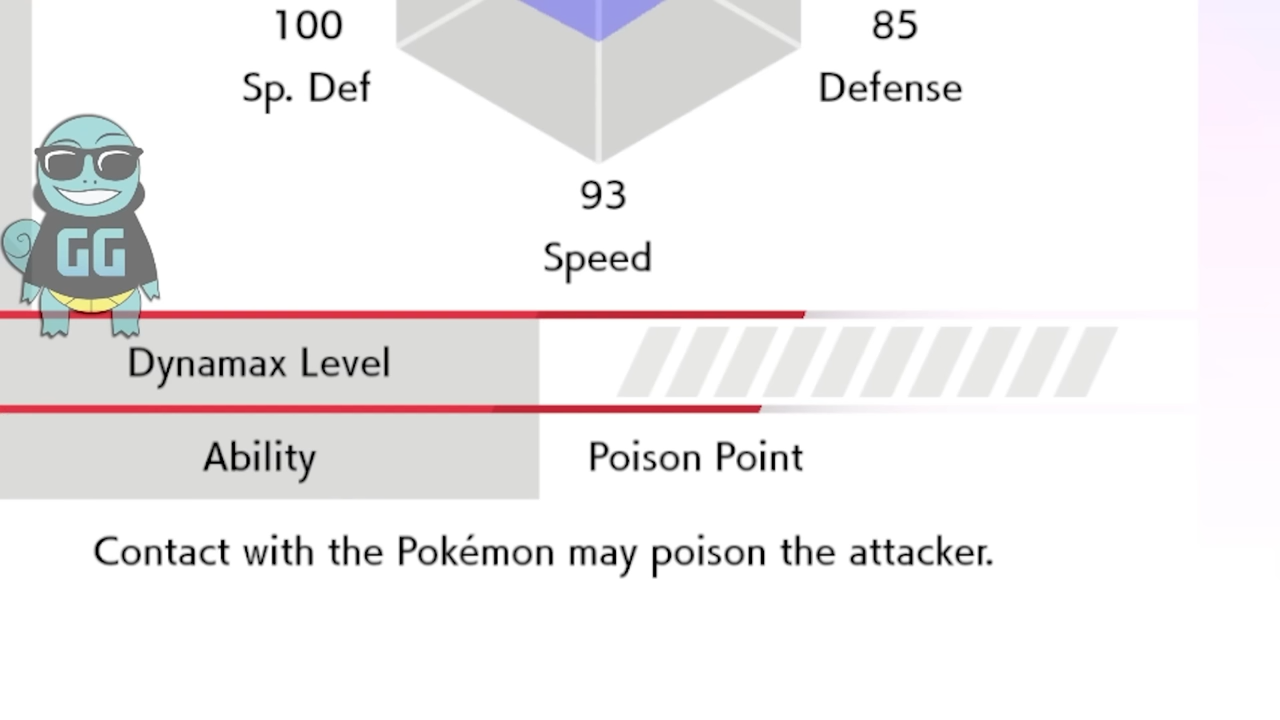 100
85
Sp. Def
Defense
93
GG
Speed
Dynamax Level
Ability
Poison Point
Contact with the Pokémon may poison the attacker.